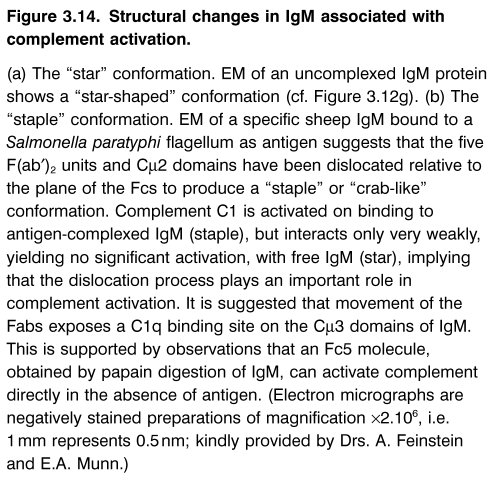 Figure 3.14. Structural changes in IgM associated with
complement activation.
(a) The “star” conformation. EM of an uncomplexed IgM protein
shows a “star-shaped” conformation (cf. Figure 3.12g). (b) The
“staple” conformation. EM of a specific sheep IgM bound to a
Salmonella paratyphi flagellum as antigen suggests that the five
F(ab′)₂ units and Cμ2 domains have been dislocated relative to
the plane of the Fcs to produce a “staple” or “crab-like”
conformation. Complement C1 is activated on binding to
antigen-complexed IgM (staple), but interacts only very weakly,
yielding no significant activation, with free IgM (star), implying
that the dislocation process plays an important role in
complement activation. It is suggested that movement of the
Fabs exposes a C1q binding site on the Cμ3 domains of IgM.
This is supported by observations that an Fc5 molecule,
obtained by papain digestion of IgM, can activate complement
directly in the absence of antigen. (Electron micrographs are
negatively stained preparations of magnification ×2.10⁶, i.e.
1 mm represents 0.5 nm; kindly provided by Drs. A. Feinstein
and E.A. Munn.)